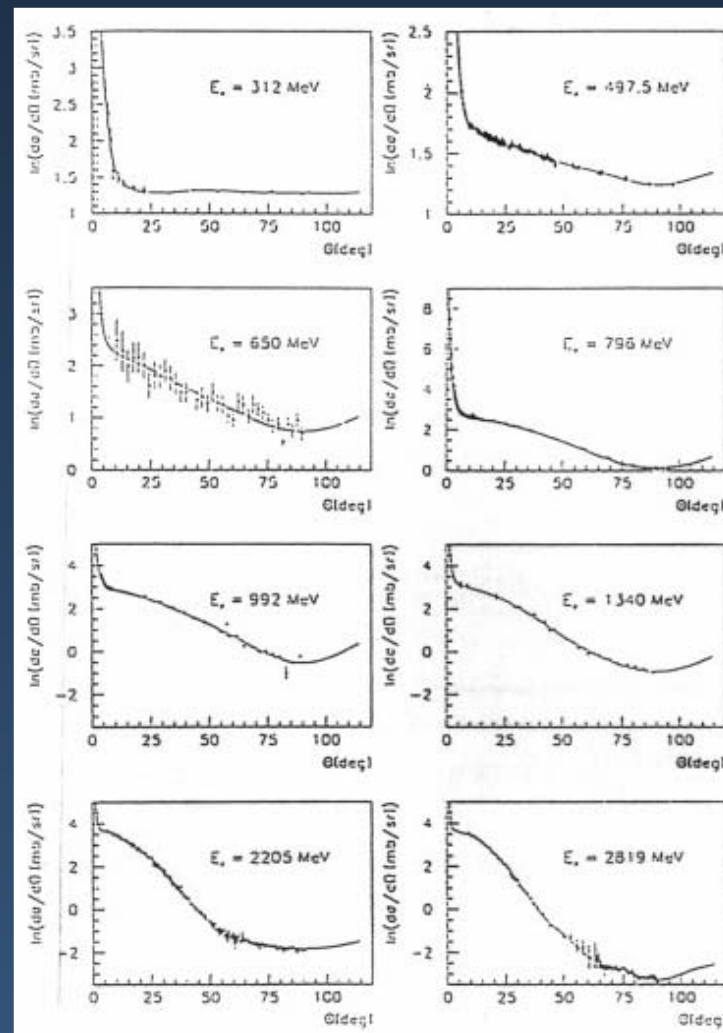 ln(dσ/dΩ [mb/sr])
3.5
3
2.5
2
1.5
1
E. = 312 MeV
0 25 50 75 100
Θ[deg]
ln(dσ/dΩ [mb/sr])
2.5
2
1.5
1
E. = 497.5 MeV
0 25 50 75 100
Θ[deg]
ln(dσ/dΩ [mb/sr])
3
2
1
0
E. = 650 MeV
0 25 50 75 100
Θ[deg]
ln(dσ/dΩ [mb/sr])
8
6
4
2
0
E. = 796 MeV
0 25 50 75 100
Θ[deg]
ln(dσ/dΩ [mb/sr])
4
2
0
-2
E. = 992 MeV
0 25 50 75 100
Θ[deg]
ln(dσ/dΩ [mb/sr])
4
2
0
-2
E. = 1340 MeV
0 25 50 75 100
Θ[deg]
ln(dσ/dΩ [mb/sr])
4
2
0
-2
E. = 2205 MeV
0 25 50 75 100
Θ[deg]
ln(dσ/dΩ [mb/sr])
4
2
0
-2
E. = 2819 MeV
0 25 50 75 100
Θ[deg]